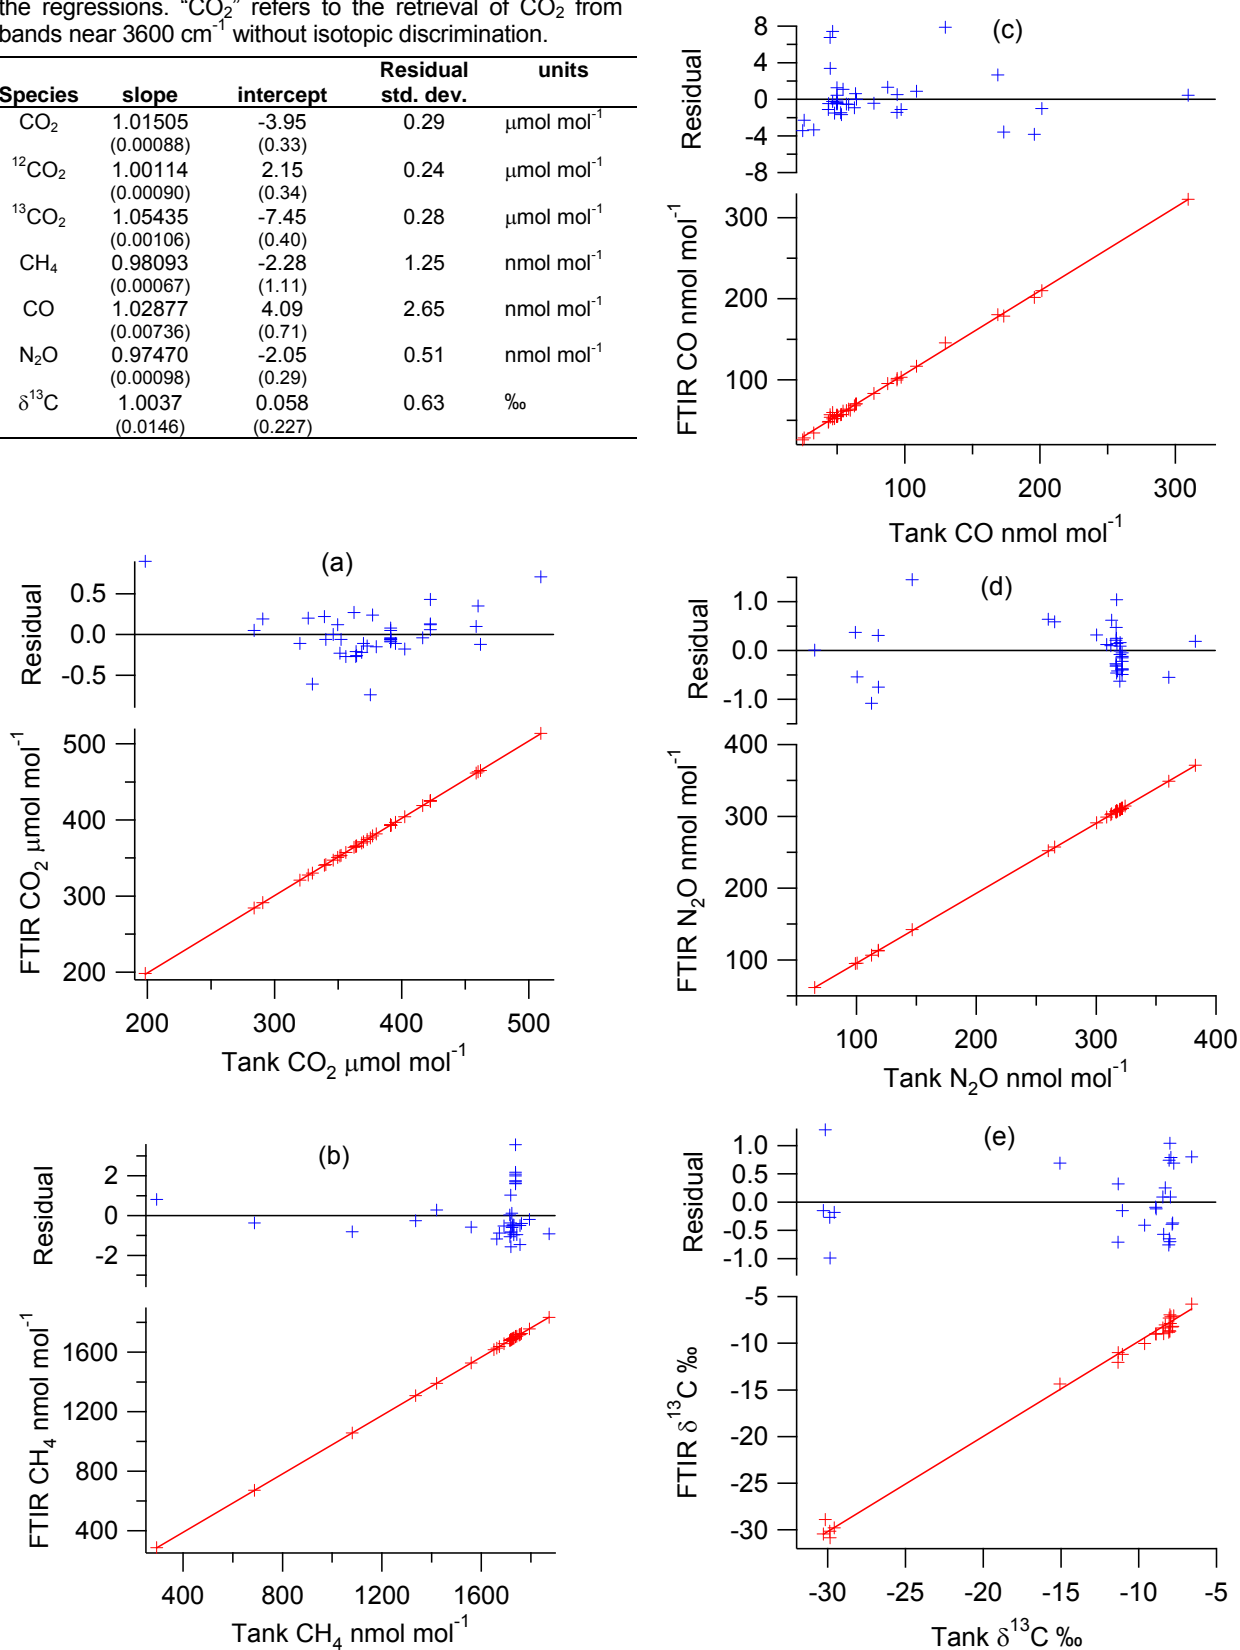 the regressions. “CO₂” refers to the retrieval of CO₂ from
bands near 3600 cm⁻¹ without isotopic discrimination.
Species slope intercept Residual std. dev. units
CO₂ 1.01505 -3.95 0.29 μmol mol⁻¹
(0.00088) (0.33)
¹²CO₂ 1.00114 2.15 0.24 μmol mol⁻¹
(0.00090) (0.34)
¹³CO₂ 1.05435 -7.45 0.28 μmol mol⁻¹
(0.00106) (0.40)
CH₄ 0.98093 -2.28 1.25 nmol mol⁻¹
(0.00067) (1.11)
CO 1.02877 4.09 2.65 nmol mol⁻¹
(0.00736) (0.71)
N₂O 0.97470 -2.05 0.51 nmol mol⁻¹
(0.00098) (0.29)
δ¹³C 1.0037 0.058 0.63 ‰
(0.0146) (0.227)
(a)
Residual
0.5
0.0
-0.5
FTIR CO₂ μmol mol⁻¹
500
400
300
200
200 300 400 500
Tank CO₂ μmol mol⁻¹
(b)
Residual
2
0
-2
FTIR CH₄ nmol mol⁻¹
1600
1200
800
400
400 800 1200 1600
Tank CH₄ nmol mol⁻¹
(c)
Residual
8
4
0
-4
-8
FTIR CO nmol mol⁻¹
300
200
100
100 200 300
Tank CO nmol mol⁻¹
(d)
Residual
1.0
0.0
-1.0
FTIR N₂O nmol mol⁻¹
400
300
200
100
100 200 300 400
Tank N₂O nmol mol⁻¹
(e)
Residual
1.0
0.5
0.0
-0.5
-1.0
FTIR δ¹³C ‰
-5
-10
-15
-20
-25
-30
-30 -25 -20 -15 -10 -5
Tank δ¹³C ‰